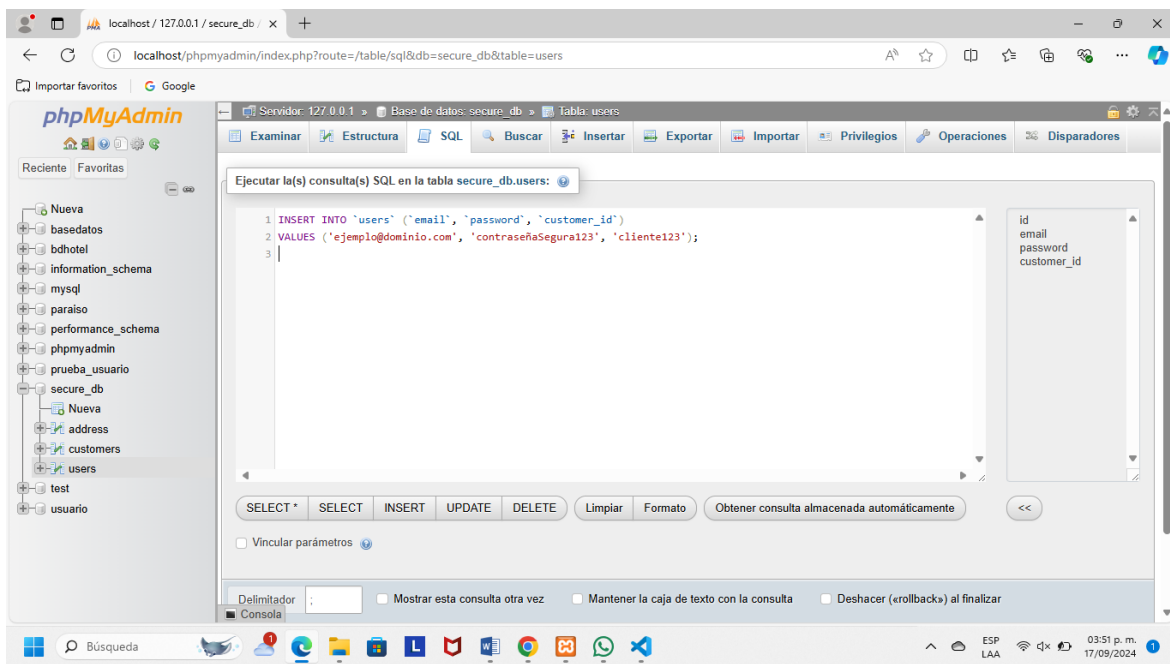 localhost / 127.0.0.1 / secure_db /
localhost/phpmyadmin/index.php?route=/table/sql&db=secure_db&table=users
Importar favoritos
Google
phpMyAdmin
Reciente Favoritas
Nueva
basedatos
bdhotel
information_schema
mysql
paraiso
performance_schema
phpmyadmin
prueba_usuario
secure_db
Nueva
address
customers
users
test
usuario
Servidor: 127.0.0.1 » Base de datos: secure_db » Tabla: users
Examinar Estructura SQL Buscar Insertar Exportar Importar Privilegios Operaciones Disparadores
Ejecutar la(s) consulta(s) SQL en la tabla secure_db.users:
1 INSERT INTO `users` (`email`, `password`, `customer_id`)
2 VALUES ('ejemplo@dominio.com', 'contraseñaSegura123', 'cliente123');
3
id
email
password
customer_id
SELECT * SELECT INSERT UPDATE DELETE Limpiar Formato Obtener consulta almacenada automáticamente <<
Vincular parámetros
Delimitador ; Mostrar esta consulta otra vez Mantener la caja de texto con la consulta Deshacer («rollback») al finalizar
Consola
Búsqueda
ESP
LAA
03:51 p. m.
17/09/2024